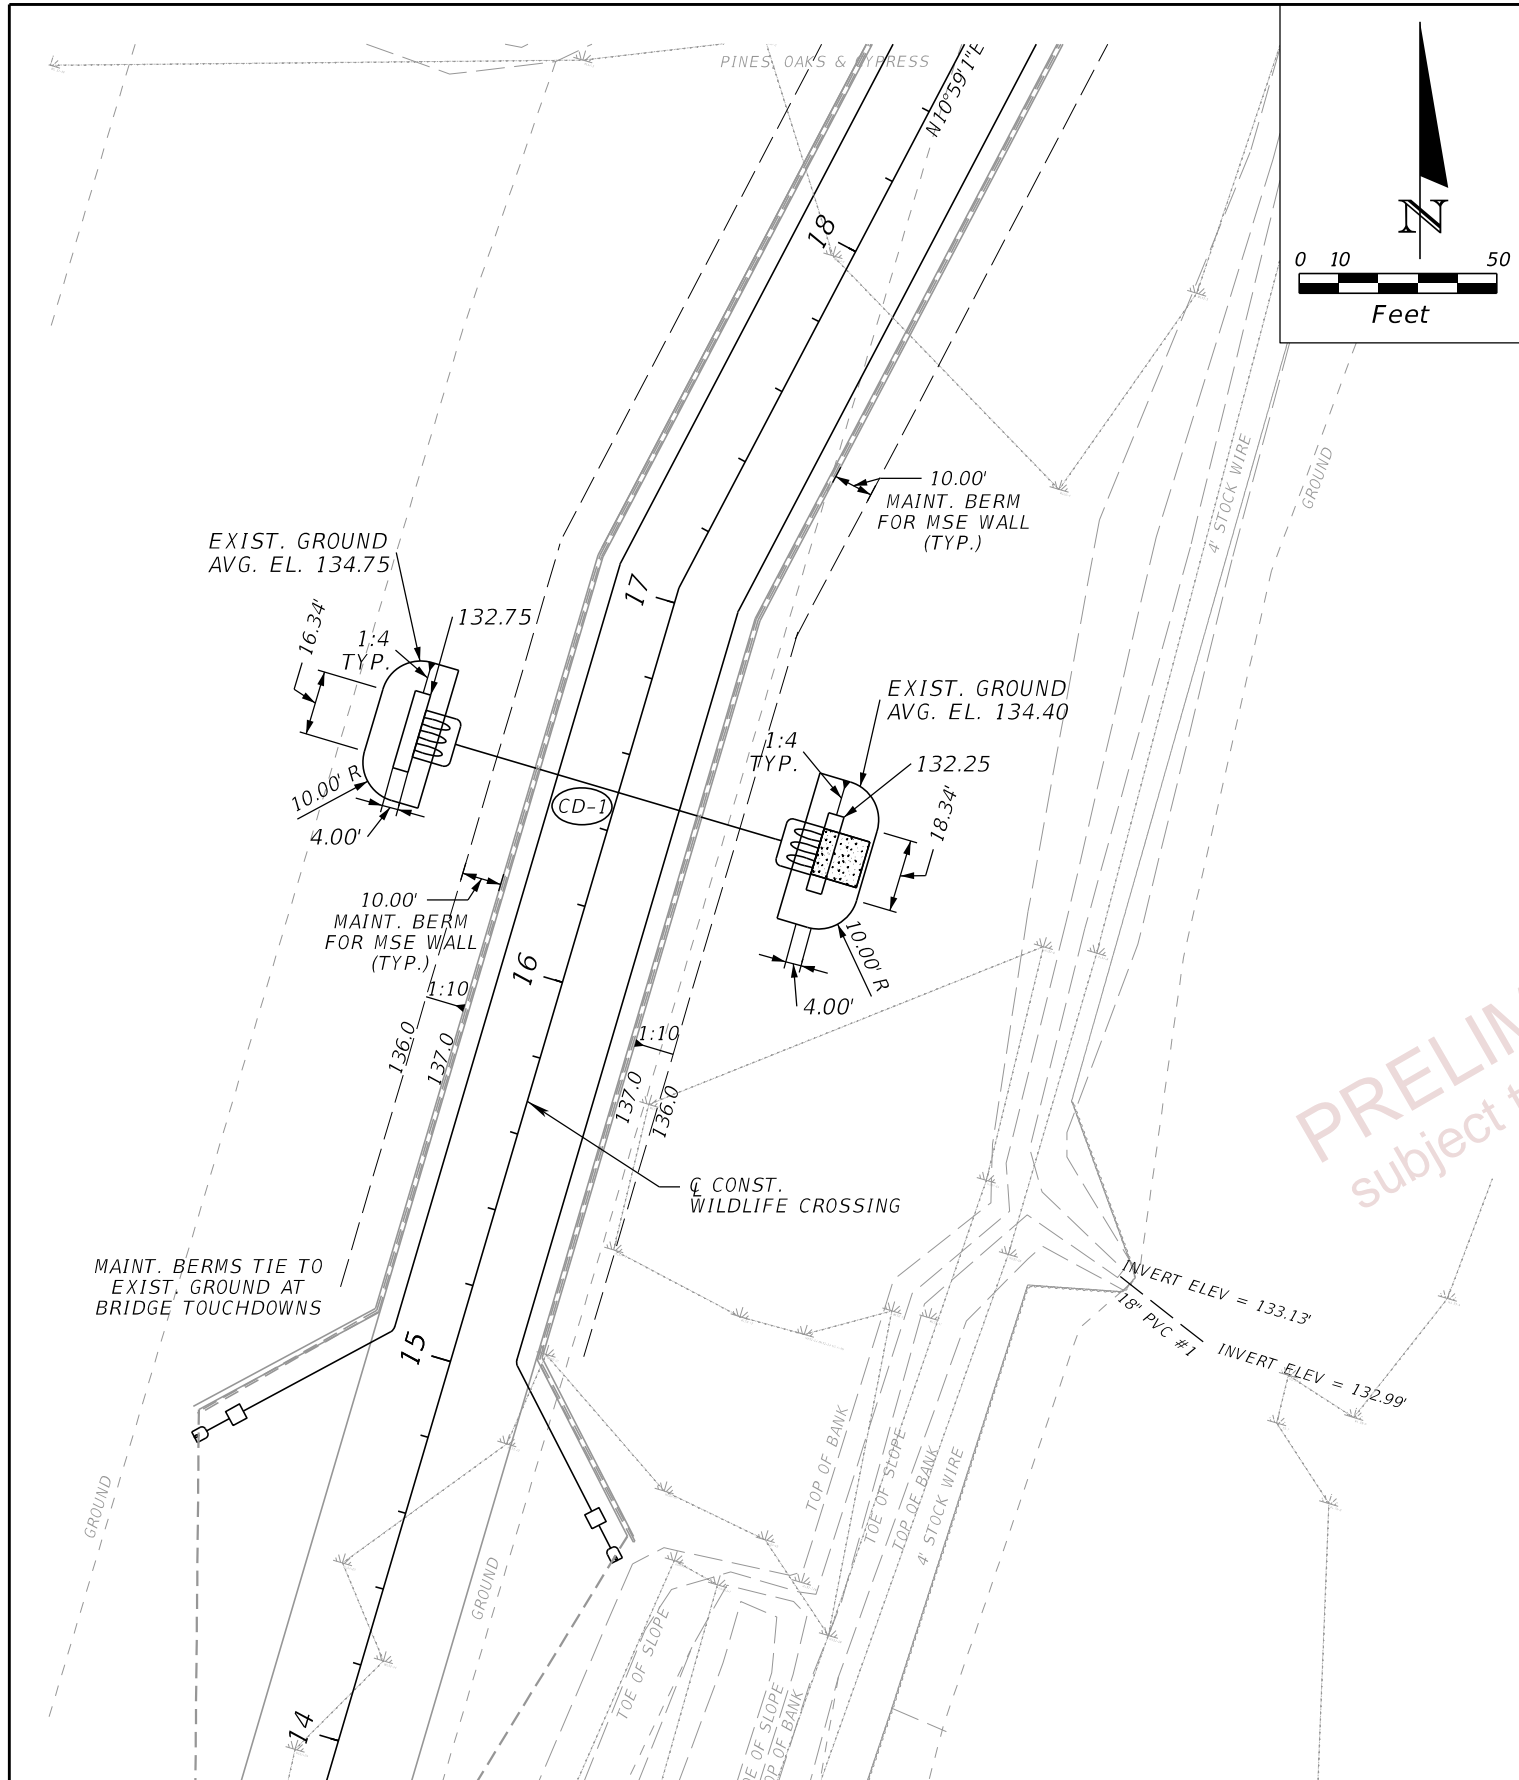 PINES, OAKS & CYPRESS
N10°59'1"E
N
0 10 50
Feet
18
10.00'
MAINT. BERM
FOR MSE WALL
(TYP.)
4' STOCK WIRE
GROUND
EXIST. GROUND
AVG. EL. 134.75
17
16.34'
132.75
1:4
TYP.
10.00' R
4.00'
EXIST. GROUND
AVG. EL. 134.40
1:4
TYP.
132.25
18.34'
CD-1
10.00'
MAINT. BERM
FOR MSE WALL
(TYP.)
10.00' R
4.00'
16
1:10
136.0
137.0
1:10
137.0
136.0
PRELIM
subject t
℄ CONST.
WILDLIFE CROSSING
MAINT. BERMS TIE TO
EXIST. GROUND AT
BRIDGE TOUCHDOWNS
INVERT ELEV = 133.13'
18" PVC #1
INVERT ELEV = 132.99'
15
TOP OF BANK
TOE OF SLOPE
TOP OF BANK
4' STOCK WIRE
GROUND
GROUND
TOE OF SLOPE
OE OF SLOPE
OP OF BANK
14